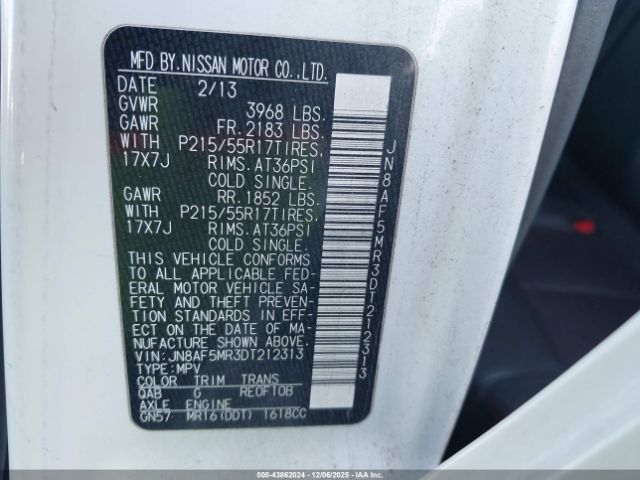 MFD BY.NISSAN MOTOR CO.,LTD.
DATE 2/13
GVWR 3968 LBS.
GAWR FR.2183 LBS.
WITH P215/55R17TIRES,
17X7J RIMS.AT36PSI
COLD SINGLE.
GAWR RR.1852 LBS.
WITH P215/55R17TIRES,
17X7J RIMS.AT36PSI
COLD SINGLE.
THIS VEHICLE CONFORMS
TO ALL APPLICABLE FED-
ERAL MOTOR VEHICLE SA-
FETY AND THEFT PREVEN-
TION STANDARDS IN EFF-
ECT ON THE DATE OF MA-
NUFACTURE SHOWN ABOVE.
VIN:JN8AF5MR3DT212313
TYPE:MPV
COLOR TRIM TRANS
QAB G RE0F10B
AXLE ENGINE
GN57 MR16(DDT) 1618CC
JN8AF5MR3DT212313
000-43862024 - 12/06/2025 - IAAI.COM